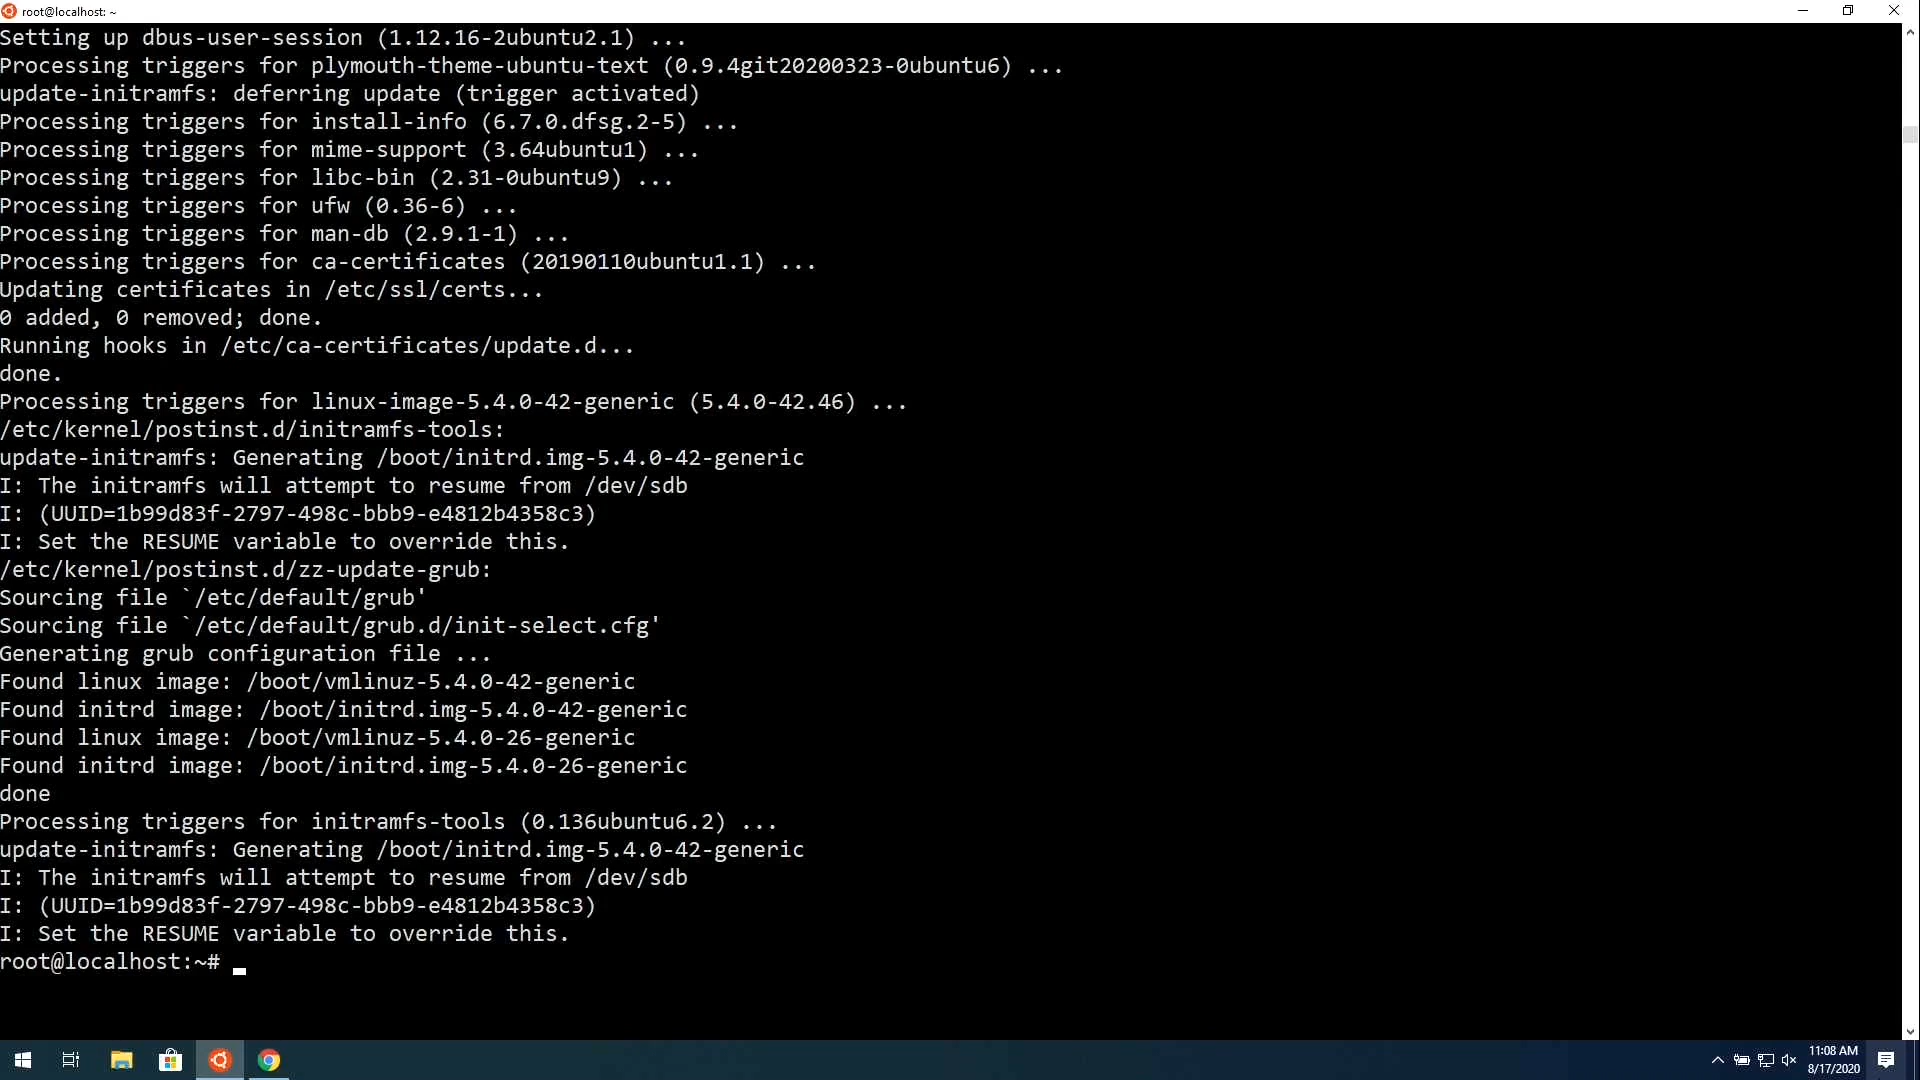 root@localhost: ~
Setting up dbus-user-session (1.12.16-2ubuntu2.1) ...
Processing triggers for plymouth-theme-ubuntu-text (0.9.4git20200323-0ubuntu6) ...
update-initramfs: deferring update (trigger activated)
Processing triggers for install-info (6.7.0.dfsg.2-5) ...
Processing triggers for mime-support (3.64ubuntu1) ...
Processing triggers for libc-bin (2.31-0ubuntu9) ...
Processing triggers for ufw (0.36-6) ...
Processing triggers for man-db (2.9.1-1) ...
Processing triggers for ca-certificates (20190110ubuntu1.1) ...
Updating certificates in /etc/ssl/certs...
0 added, 0 removed; done.
Running hooks in /etc/ca-certificates/update.d...
done.
Processing triggers for linux-image-5.4.0-42-generic (5.4.0-42.46) ...
/etc/kernel/postinst.d/initramfs-tools:
update-initramfs: Generating /boot/initrd.img-5.4.0-42-generic
I: The initramfs will attempt to resume from /dev/sdb
I: (UUID=1b99d83f-2797-498c-bbb9-e4812b4358c3)
I: Set the RESUME variable to override this.
/etc/kernel/postinst.d/zz-update-grub:
Sourcing file `/etc/default/grub'
Sourcing file `/etc/default/grub.d/init-select.cfg'
Generating grub configuration file ...
Found linux image: /boot/vmlinuz-5.4.0-42-generic
Found initrd image: /boot/initrd.img-5.4.0-42-generic
Found linux image: /boot/vmlinuz-5.4.0-26-generic
Found initrd image: /boot/initrd.img-5.4.0-26-generic
done
Processing triggers for initramfs-tools (0.136ubuntu6.2) ...
update-initramfs: Generating /boot/initrd.img-5.4.0-42-generic
I: The initramfs will attempt to resume from /dev/sdb
I: (UUID=1b99d83f-2797-498c-bbb9-e4812b4358c3)
I: Set the RESUME variable to override this.
root@localhost:~#
11:08 AM
8/17/2020